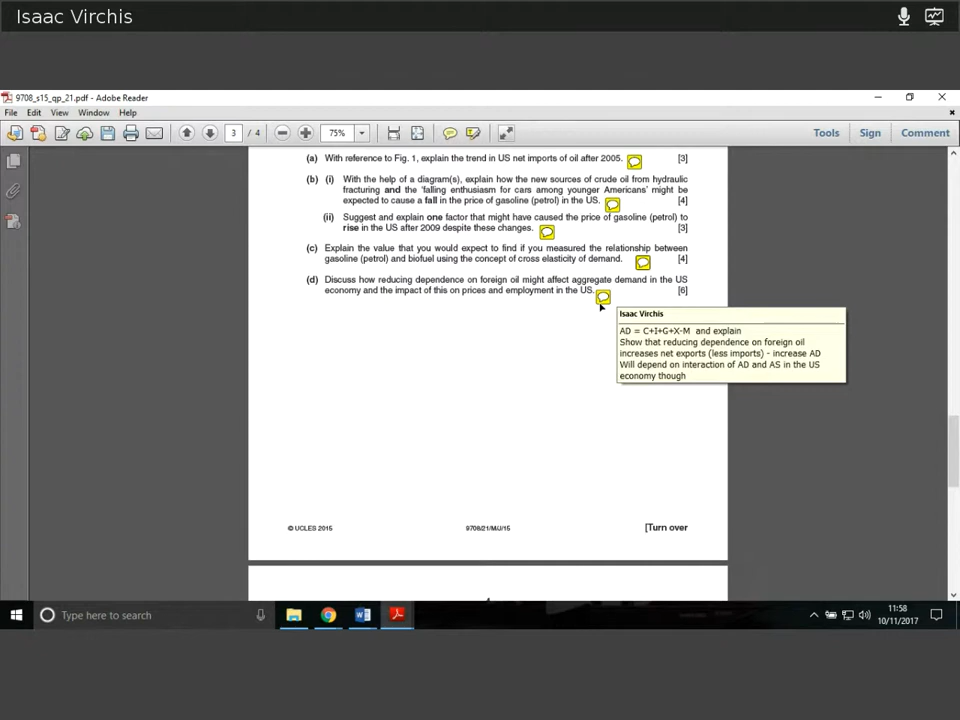 Isaac Virchis
9708_s15_qp_21.pdf - Adobe Reader
File Edit View Window Help
3 / 4 75% Tools Sign Comment
(a) With reference to Fig. 1, explain the trend in US net imports of oil after 2005. [3]
(b) (i) With the help of a diagram(s), explain how the new sources of crude oil from hydraulic
fracturing and the 'falling enthusiasm for cars among younger Americans' might be
expected to cause a fall in the price of gasoline (petrol) in the US. [4]
(ii) Suggest and explain one factor that might have caused the price of gasoline (petrol) to
rise in the US after 2009 despite these changes. [3]
(c) Explain the value that you would expect to find if you measured the relationship between
gasoline (petrol) and biofuel using the concept of cross elasticity of demand. [4]
(d) Discuss how reducing dependence on foreign oil might affect aggregate demand in the US
economy and the impact of this on prices and employment in the US. [6]
Isaac Virchis
AD = C+I+G+X-M and explain
Show that reducing dependence on foreign oil
increases net exports (less imports) - increase AD
Will depend on interaction of AD and AS in the US
economy though
© UCLES 2015 9708/21/M/J/15 [Turn over
Type here to search
11:58
10/11/2017